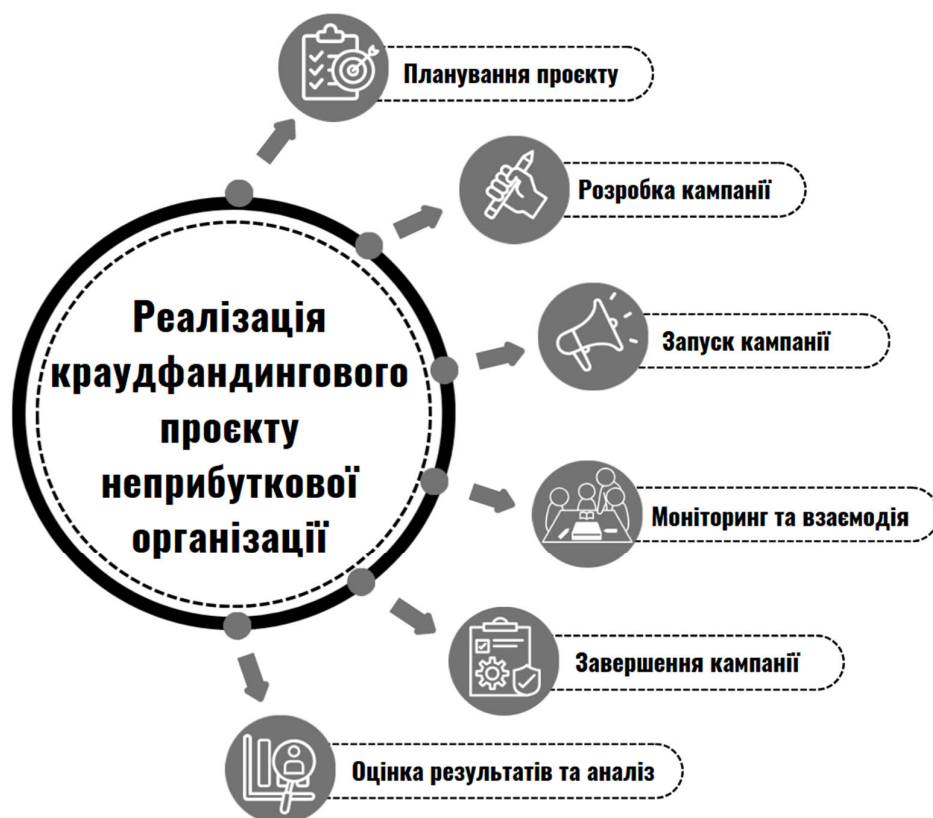 Планування проєкту
Розробка кампанії
Запуск кампанії
Реалізація
краудфандингового
проєкту
неприбуткової
організації
Моніторинг та взаємодія
Завершення кампанії
Оцінка результатів та аналіз